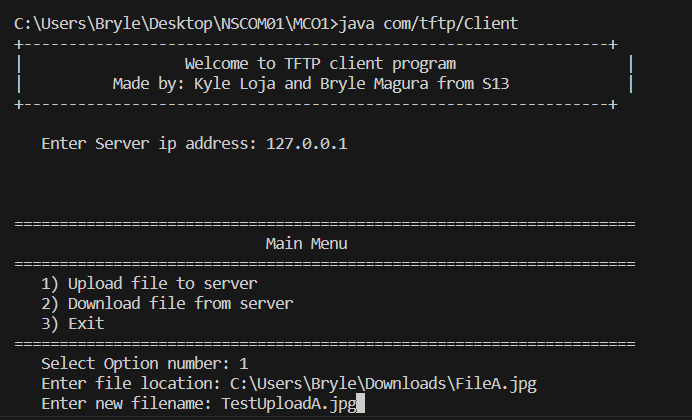 C:\Users\Bryle\Desktop\NSCOM01\MCO1>java com/tftp/Client
+-----------------------------------------------------------------+
|                  Welcome to TFTP client program                   |
|          Made by: Kyle Loja and Bryle Magura from S13             |
+-----------------------------------------------------------------+
Enter Server ip address: 127.0.0.1
=====================================================================
Main Menu
=====================================================================
1) Upload file to server
2) Download file from server
3) Exit
=====================================================================
Select Option number: 1
Enter file location: C:\Users\Bryle\Downloads\FileA.jpg
Enter new filename: TestUploadA.jpg